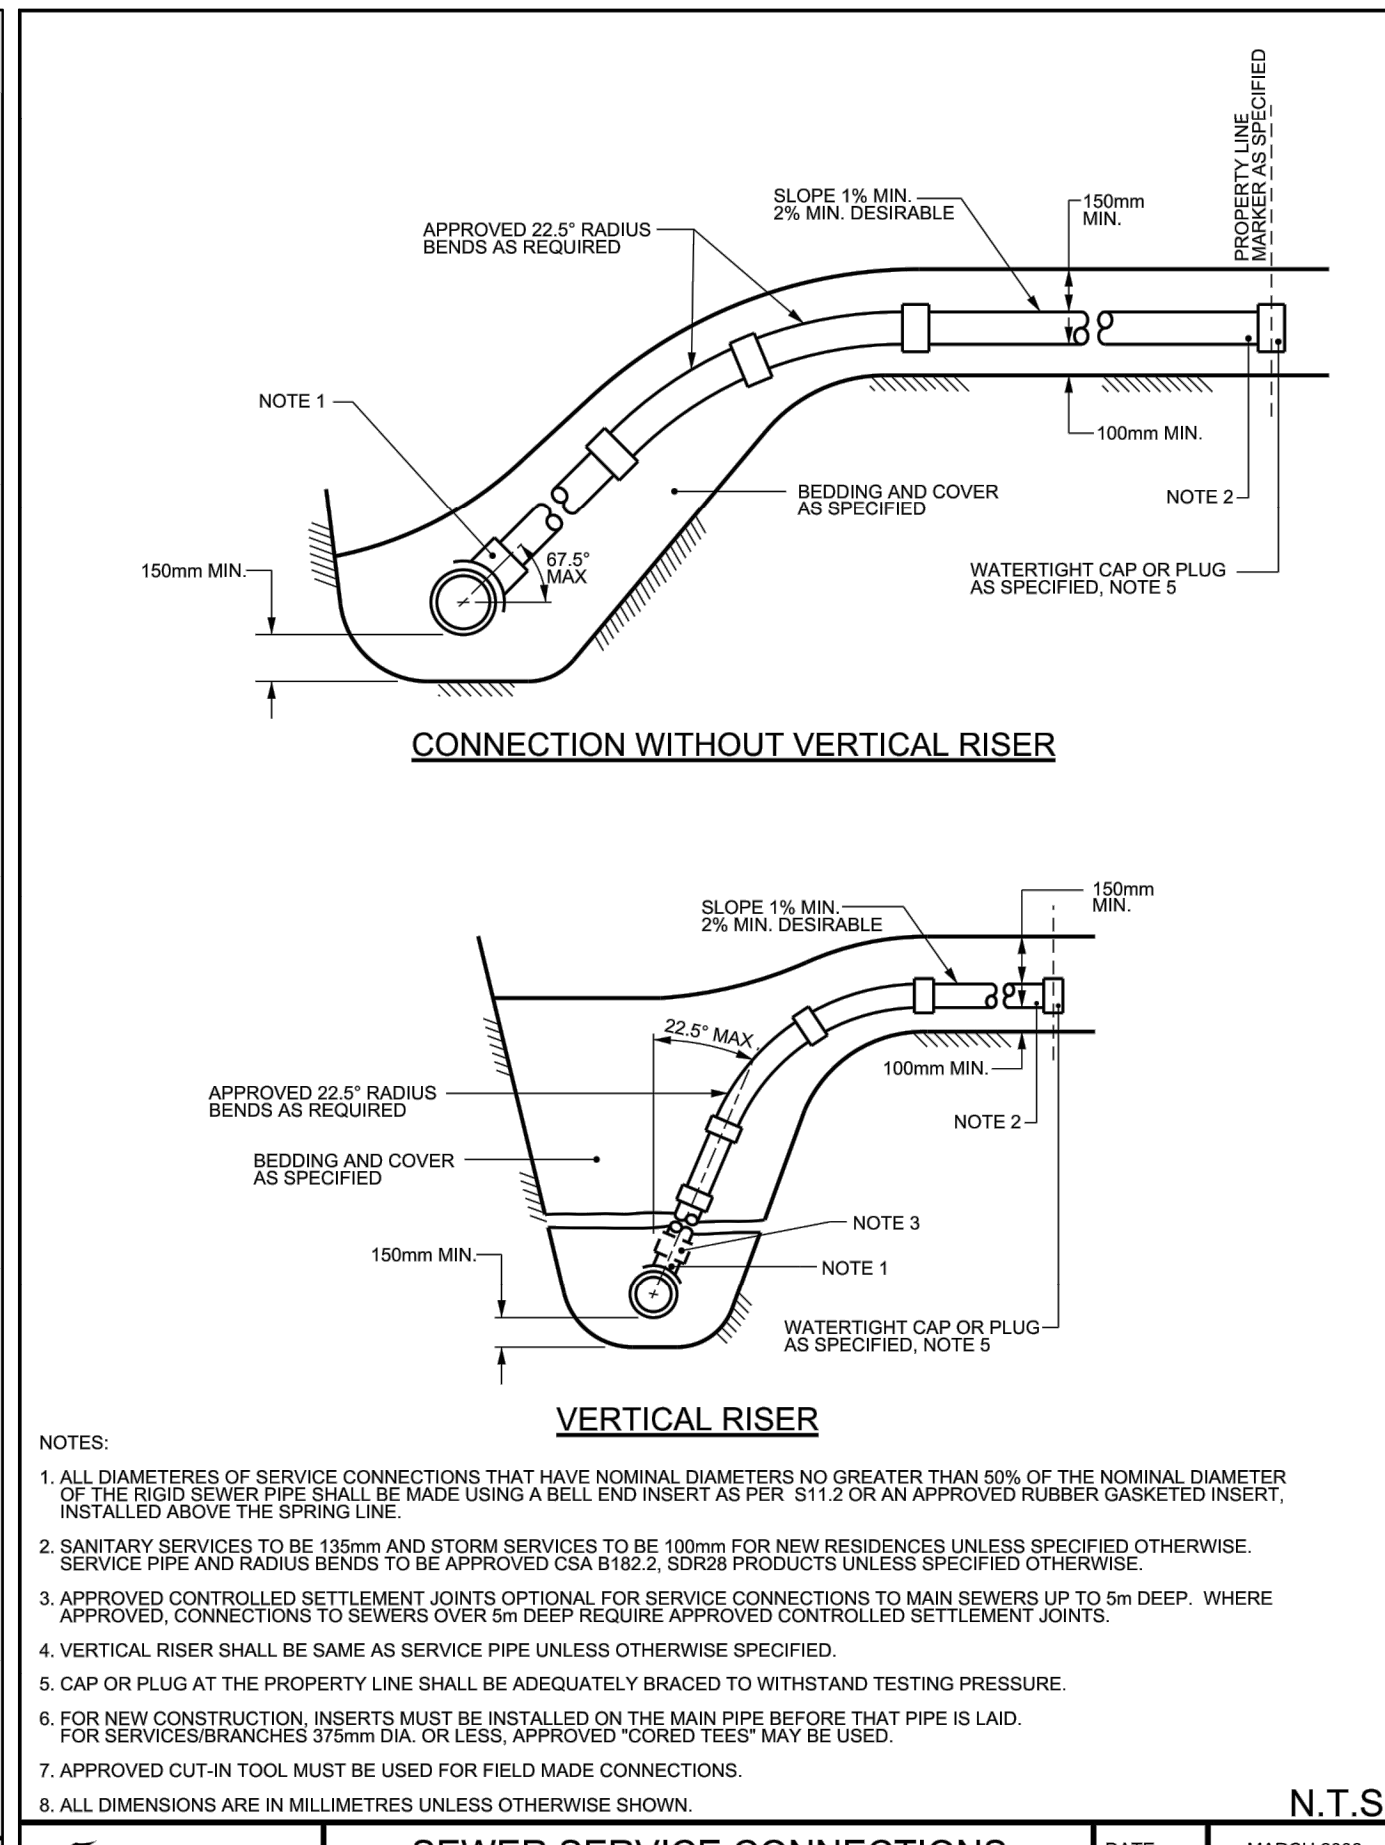 PROPERTY LINE
MARKER AS SPECIFIED
SLOPE 1% MIN.
2% MIN. DESIRABLE
150mm
MIN.
APPROVED 22.5° RADIUS
BENDS AS REQUIRED
NOTE 1
100mm MIN.
BEDDING AND COVER
AS SPECIFIED
NOTE 2
67.5°
MAX
150mm MIN.
WATERTIGHT CAP OR PLUG
AS SPECIFIED, NOTE 5
CONNECTION WITHOUT VERTICAL RISER
150mm
MIN.
SLOPE 1% MIN.
2% MIN. DESIRABLE
22.5° MAX.
100mm MIN.
APPROVED 22.5° RADIUS
BENDS AS REQUIRED
NOTE 2
BEDDING AND COVER
AS SPECIFIED
NOTE 3
150mm MIN.
NOTE 1
WATERTIGHT CAP OR PLUG
AS SPECIFIED, NOTE 5
VERTICAL RISER
NOTES:
1. ALL DIAMETERES OF SERVICE CONNECTIONS THAT HAVE NOMINAL DIAMETERS NO GREATER THAN 50% OF THE NOMINAL DIAMETER
OF THE RIGID SEWER PIPE SHALL BE MADE USING A BELL END INSERT AS PER S11.2 OR AN APPROVED RUBBER GASKETED INSERT,
INSTALLED ABOVE THE SPRING LINE.
2. SANITARY SERVICES TO BE 135mm AND STORM SERVICES TO BE 100mm FOR NEW RESIDENCES UNLESS SPECIFIED OTHERWISE.
SERVICE PIPE AND RADIUS BENDS TO BE APPROVED CSA B182.2, SDR28 PRODUCTS UNLESS SPECIFIED OTHERWISE.
3. APPROVED CONTROLLED SETTLEMENT JOINTS OPTIONAL FOR SERVICE CONNECTIONS TO MAIN SEWERS UP TO 5m DEEP. WHERE
APPROVED, CONNECTIONS TO SEWERS OVER 5m DEEP REQUIRE APPROVED CONTROLLED SETTLEMENT JOINTS.
4. VERTICAL RISER SHALL BE SAME AS SERVICE PIPE UNLESS OTHERWISE SPECIFIED.
5. CAP OR PLUG AT THE PROPERTY LINE SHALL BE ADEQUATELY BRACED TO WITHSTAND TESTING PRESSURE.
6. FOR NEW CONSTRUCTION, INSERTS MUST BE INSTALLED ON THE MAIN PIPE BEFORE THAT PIPE IS LAID.
FOR SERVICES/BRANCHES 375mm DIA. OR LESS, APPROVED "CORED TEES" MAY BE USED.
7. APPROVED CUT-IN TOOL MUST BE USED FOR FIELD MADE CONNECTIONS.
8. ALL DIMENSIONS ARE IN MILLIMETRES UNLESS OTHERWISE SHOWN.
N.T.S
SEWER SERVICE CONNECTIONS
DATE
MARCH